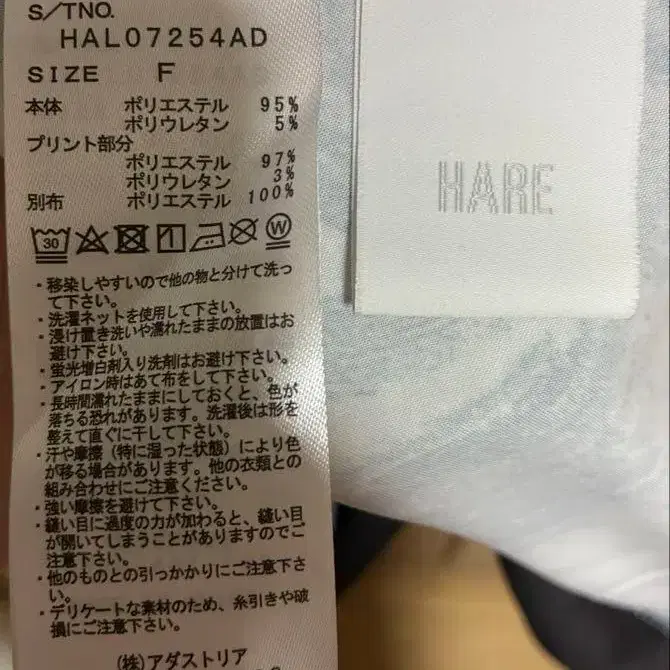 S/TNO.
HAL07254AD
SIZE F
本体 ポリエステル 95%
ポリウレタン 5%
プリント部分
ポリエステル 97%
ポリウレタン 3%
別布 ポリエステル 100%
30 W
・移染しやすいので他の物と分けて洗っ
て下さい。
・洗濯ネットを使用して下さい。
・浸け置き洗いや濡れたままの放置はお
避け下さい。
・蛍光増白剤入り洗剤はお避け下さい。
・アイロン時はあて布をして下さい。
・長時間濡れたままにしておくと、色が
落ちる恐れがあります。洗濯後は形を
整えて直ぐに干して下さい。
・汗や摩擦（特に湿った状態）により色
が移る場合があります。他の衣類との
組み合わせにご注意ください。
・強い摩擦を避けて下さい。
・縫い目に過度の力が加わると、縫い目
が開いてしまうことがありますのでご
注意下さい。
・他のものとの引っかかりにご注意下さ
い。
・デリケートな素材のため、糸引きや破
損にご注意下さい。
(株)アダストリア
HARE